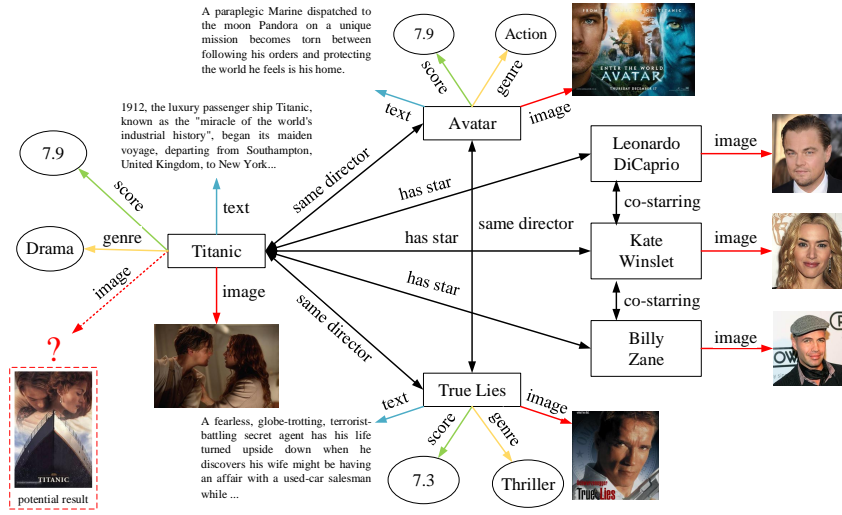 A paraplegic Marine dispatched to
the moon Pandora on a unique
mission becomes torn between
following his orders and protecting
the world he feels is his home.
7.9
Action
score
genre
ENTER THE WORLD
AVATAR
text
image
Avatar
1912, the luxury passenger ship Titanic,
known as the "miracle of the world's
industrial history", began its maiden
voyage, departing from Southampton,
United Kingdom, to New York...
7.9
score
text
same director
Leonardo
DiCaprio
image
has star
co-starring
same director
Drama
genre
Titanic
has star
Kate
Winslet
image
image
image
has star
co-starring
same director
Billy
Zane
image
?
TITANIC
potential result
True Lies
text
image
A fearless, globe-trotting, terrorist-
battling secret agent has his life
turned upside down when he
discovers his wife might be having
an affair with a used-car salesman
while ...
score
genre
7.3
Thriller
True Lies